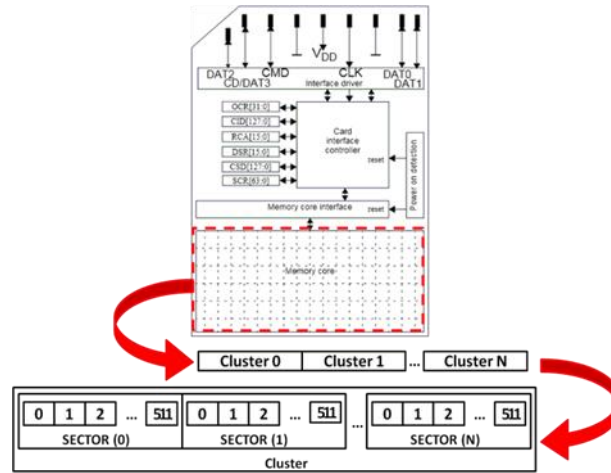 VDD
DAT2 CMD CLK DAT0
CD/DAT3 Interface driver DAT1
OCR[31:0]
CID[127:0]
RCA[15:0]
DSR[15:0]
CSD[127:0]
SCR[63:0]
Card
interface
controller
reset
Power on detection
Memory core interface reset
Memory core
Cluster 0 Cluster 1 ... Cluster N
0 1 2 ... 511 0 1 2 ... 511 ... 0 1 2 ... 511
SECTOR (0) SECTOR (1) SECTOR (N)
Cluster